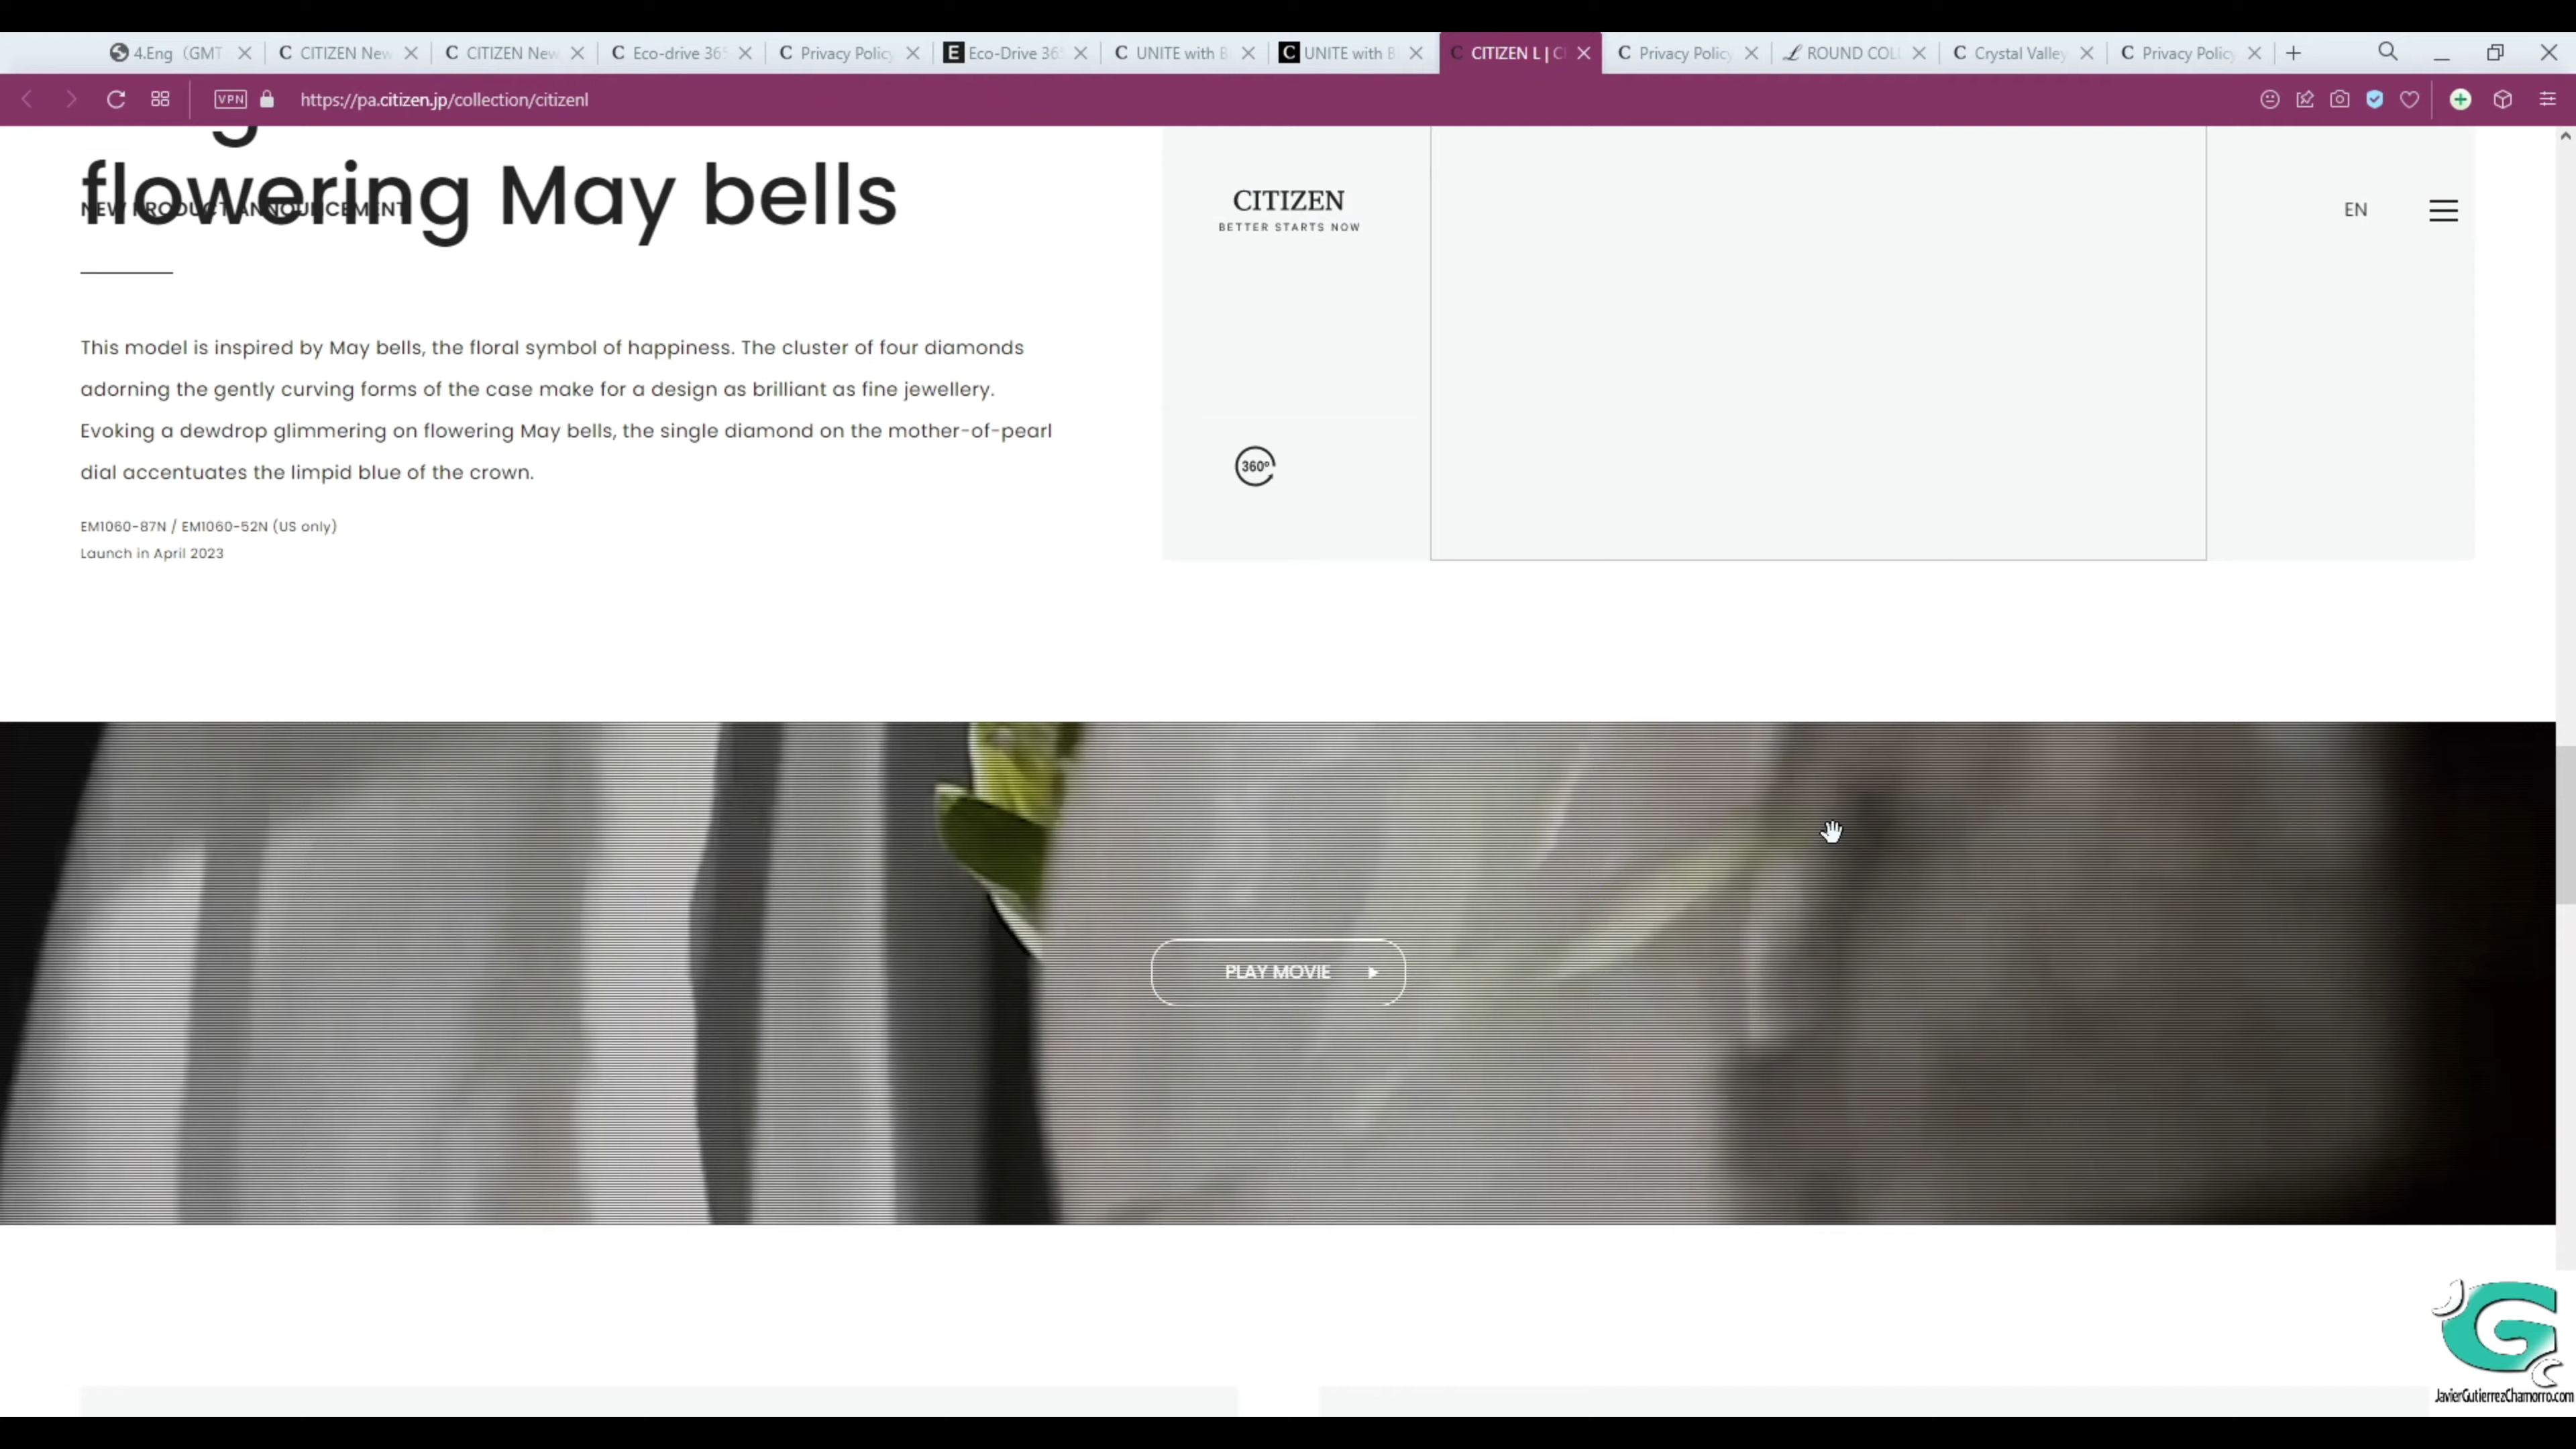 4.Eng (GMT
CITIZEN New
CITIZEN New
Eco-drive 365
Privacy Policy
Eco-Drive 365
UNITE with B
UNITE with B
CITIZEN L | C
Privacy Policy
ROUND COLL
Crystal Valley
Privacy Policy
VPN
https://pa.citizen.jp/collection/citizenl
flowering May bells
NEW PRODUCT ANNOUNCEMENT
CITIZEN
BETTER STARTS NOW
EN
This model is inspired by May bells, the floral symbol of happiness. The cluster of four diamonds
adorning the gently curving forms of the case make for a design as brilliant as fine jewellery.
Evoking a dewdrop glimmering on flowering May bells, the single diamond on the mother-of-pearl
dial accentuates the limpid blue of the crown.
360°
EM1060-87N / EM1060-52N (US only)
Launch in April 2023
PLAY MOVIE
JavierGutierrezChamorro.com